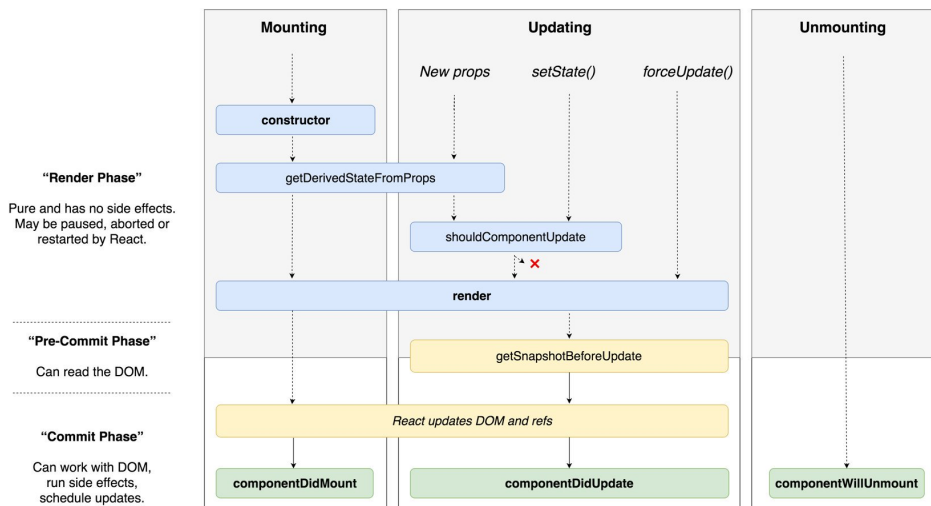 Mounting
Updating
Unmounting
New props
setState()
forceUpdate()
constructor
“Render Phase”
Pure and has no side effects.
May be paused, aborted or
restarted by React.
getDerivedStateFromProps
shouldComponentUpdate
render
“Pre-Commit Phase”
Can read the DOM.
getSnapshotBeforeUpdate
React updates DOM and refs
“Commit Phase”
Can work with DOM,
run side effects,
schedule updates.
componentDidMount
componentDidUpdate
componentWillUnmount